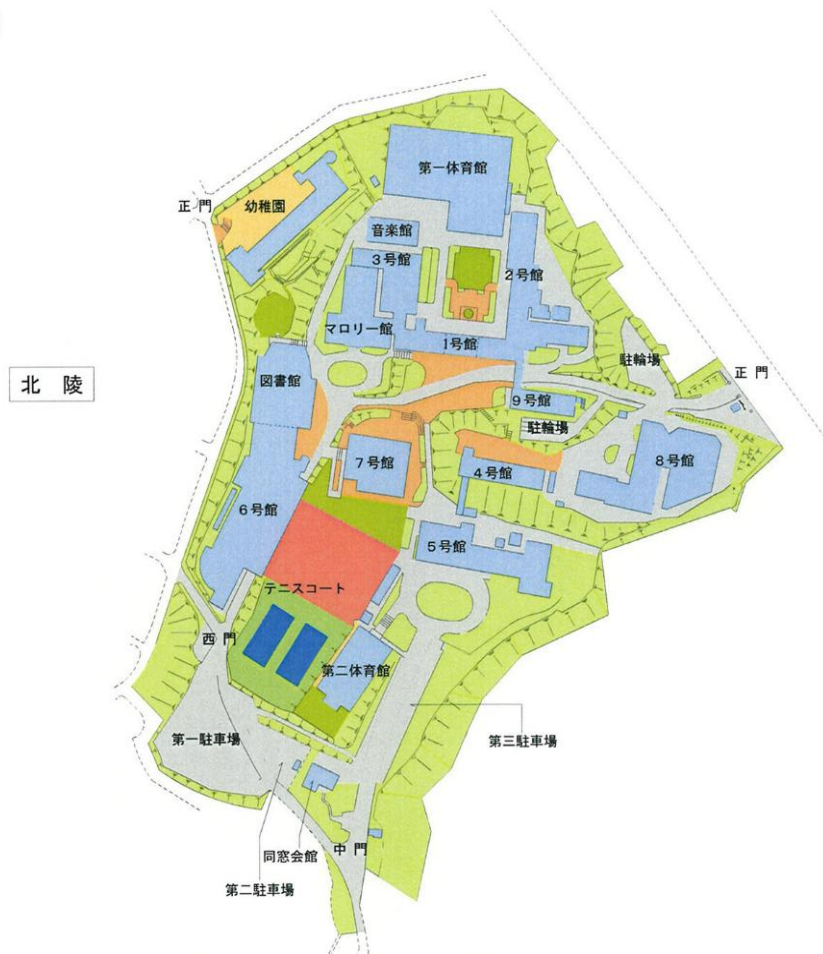 第一体育館
正門
幼稚園
音楽館
3号館
2号館
マロリー館
1号館
駐輪場
正門
北陵
図書館
9号館
駐輪場
7号館
4号館
8号館
6号館
5号館
テニスコート
西門
第二体育館
第一駐車場
第三駐車場
同窓会館
中門
第二駐車場